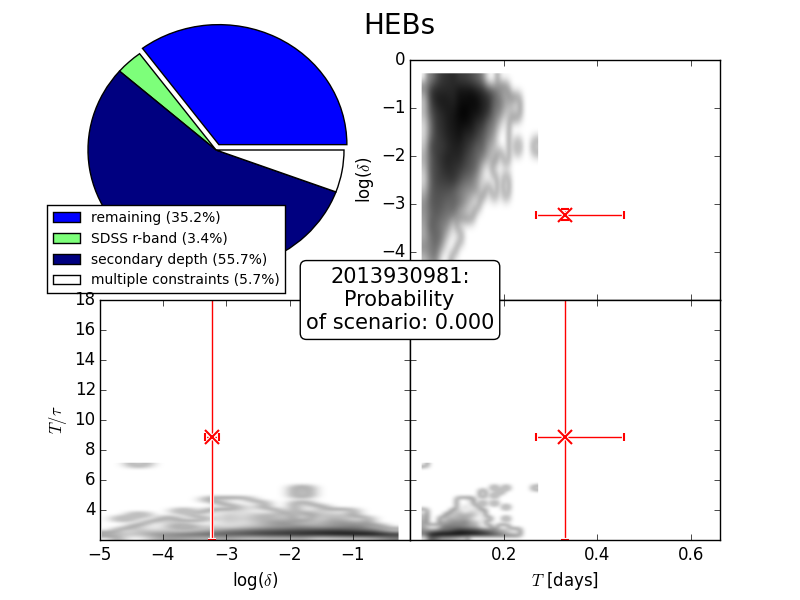 HEBs
remaining (35.2%)
SDSS r-band (3.4%)
secondary depth (55.7%)
multiple constraints (5.7%)
0
−1
−2
−3
−4
log(δ)
2013930981:
Probability
of scenario: 0.000
18
16
14
12
10
8
6
4
T/τ
−5 −4 −3 −2 −1
log(δ)
0.2 0.4 0.6
T [days]